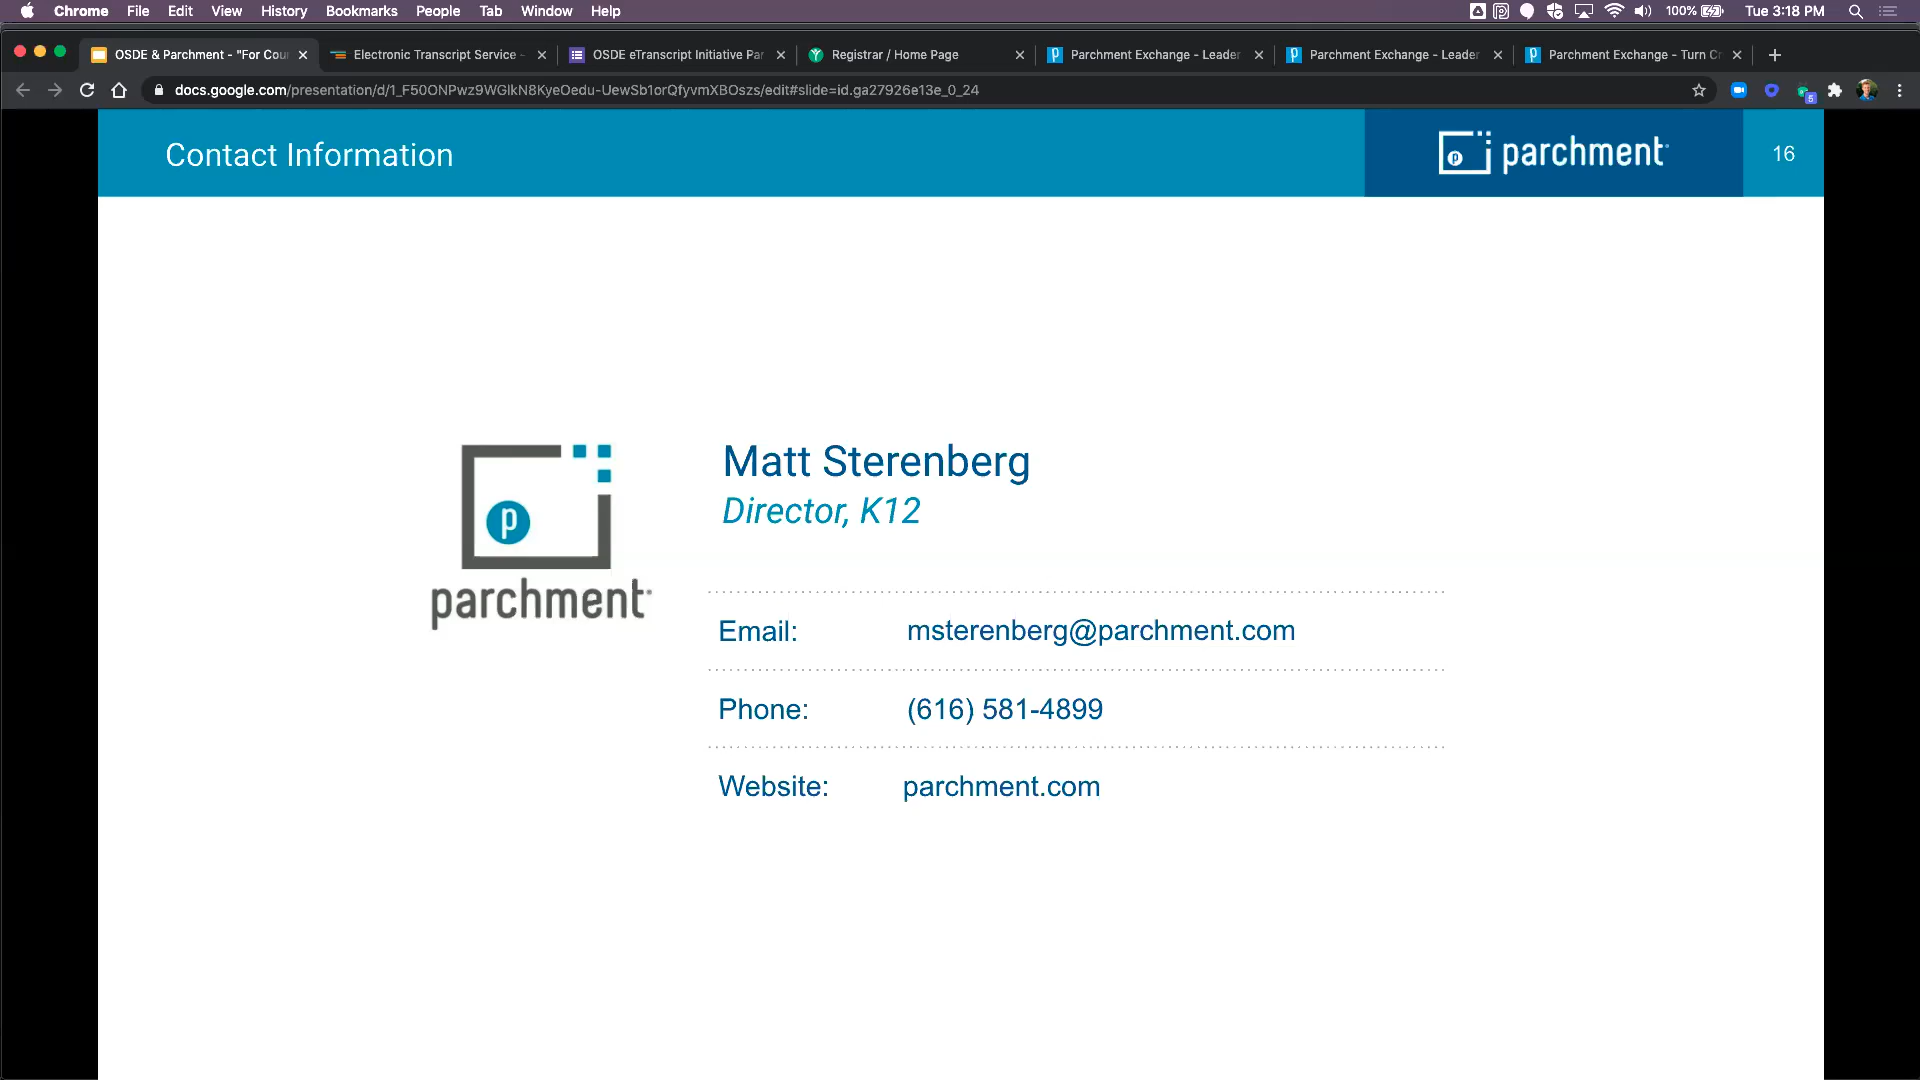 Chrome File Edit View History Bookmarks People Tab Window Help 100% Tue 3:18 PM
OSDE & Parchment - "For Cou Electronic Transcript Service - OSDE eTranscript Initiative Par Registrar / Home Page Parchment Exchange - Leader Parchment Exchange - Leader Parchment Exchange - Turn Cr
docs.google.com/presentation/d/1_F50ONPwz9WGlkN8KyeOedu-UewSb1orQfyvmXBOszs/edit#slide=id.ga27926e13e_0_24 5
Contact Information p parchment 16
Matt Sterenberg
Director, K12
p
parchment
Email: msterenberg@parchment.com
Phone: (616) 581-4899
Website: parchment.com